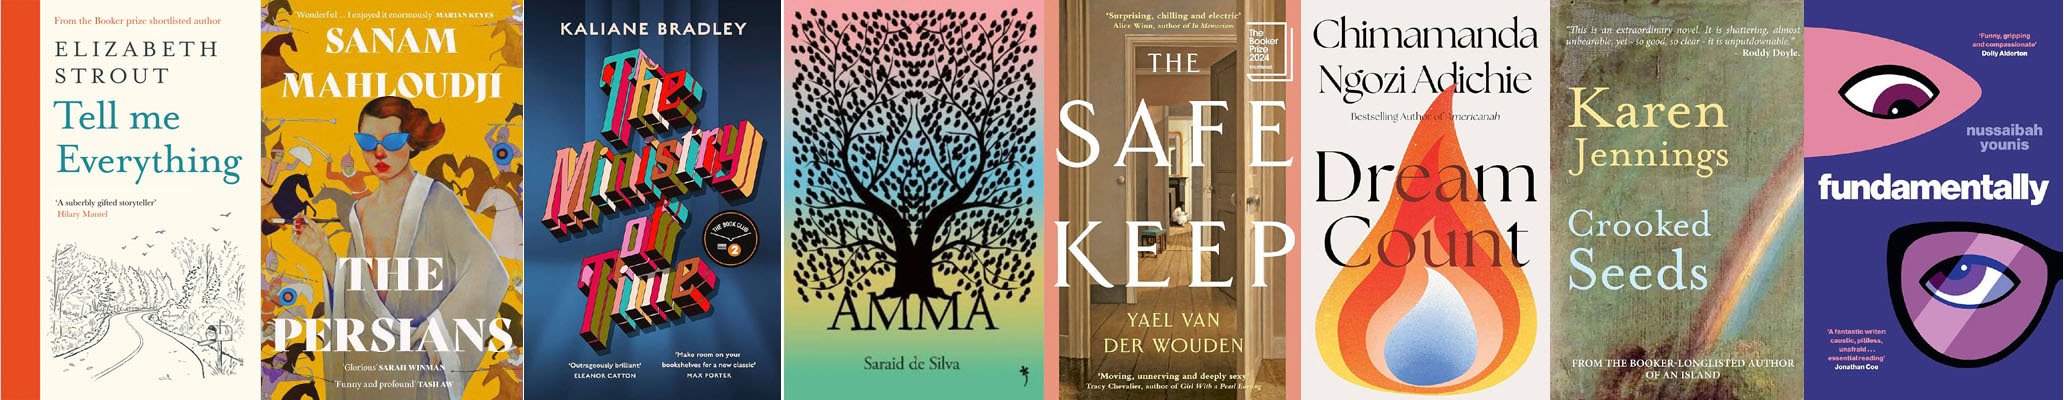 From the Booker prize shortlisted author
ELIZABETH
STROUT
Tell me
Everything
'A suberbly gifted storyteller'
Hilary Mantel
'Wonderful . . . I enjoyed it enormously' MARIAN KEYES
SANAM
MAHLOUDJI
THE
PERSIANS
'Glorious' SARAH WINMAN
'Funny and profound' TASH AW
KALIANE BRADLEY
The
Ministry
of
Time
THE BOOK CLUB
BBC RADIO 2
'Outrageously brilliant'
ELEANOR CATTON
'Make room on your
bookshelves for a new classic'
MAX PORTER
AMMA
Saraid de Silva
'Surprising, chilling and electric'
Alice Winn, author of In Memoriam
The
Booker
Prize
2024
Shortlisted
THE
SAFE
KEEP
YAEL VAN
DER WOUDEN
'Moving, unnerving and deeply sexy'
Tracy Chevalier, author of Girl With a Pearl Earring
Chimamanda
Ngozi Adichie
Bestselling Author of Americanah
Dream
Count
"This is an extraordinary novel. It is shattering, almost
unbearable, yet - so good, so clear - it is unputdownable."
- Roddy Doyle.
Karen
Jennings
Crooked
Seeds
FROM THE BOOKER-LONGLISTED AUTHOR
OF AN ISLAND
'Funny, gripping
and compassionate'
Dolly Alderton
nussaibah
younis
fundamentally
'A fantastic writer:
caustic, pitiless,
unafraid . . .
essential reading'
Jonathan Coe